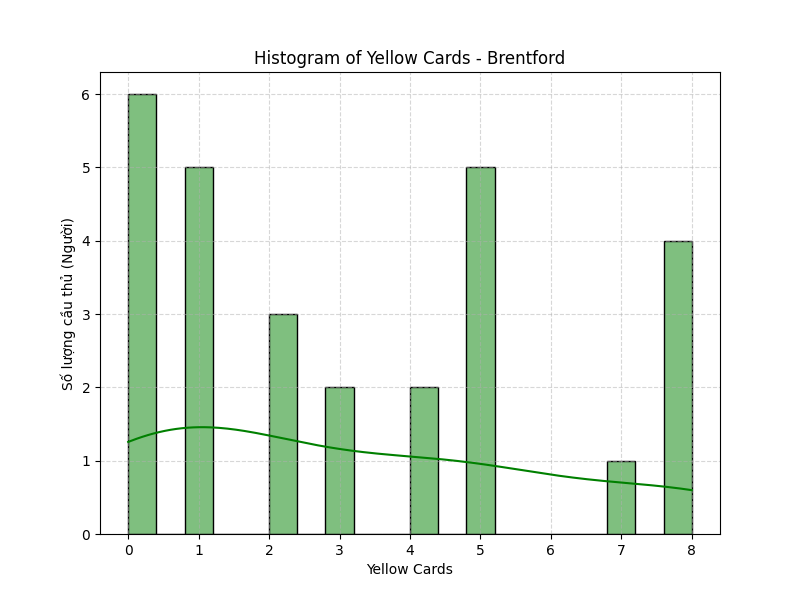 Histogram of Yellow Cards - Brentford
Số lượng cầu thủ (Người)
6
5
4
3
2
1
0
0 1 2 3 4 5 6 7 8
Yellow Cards